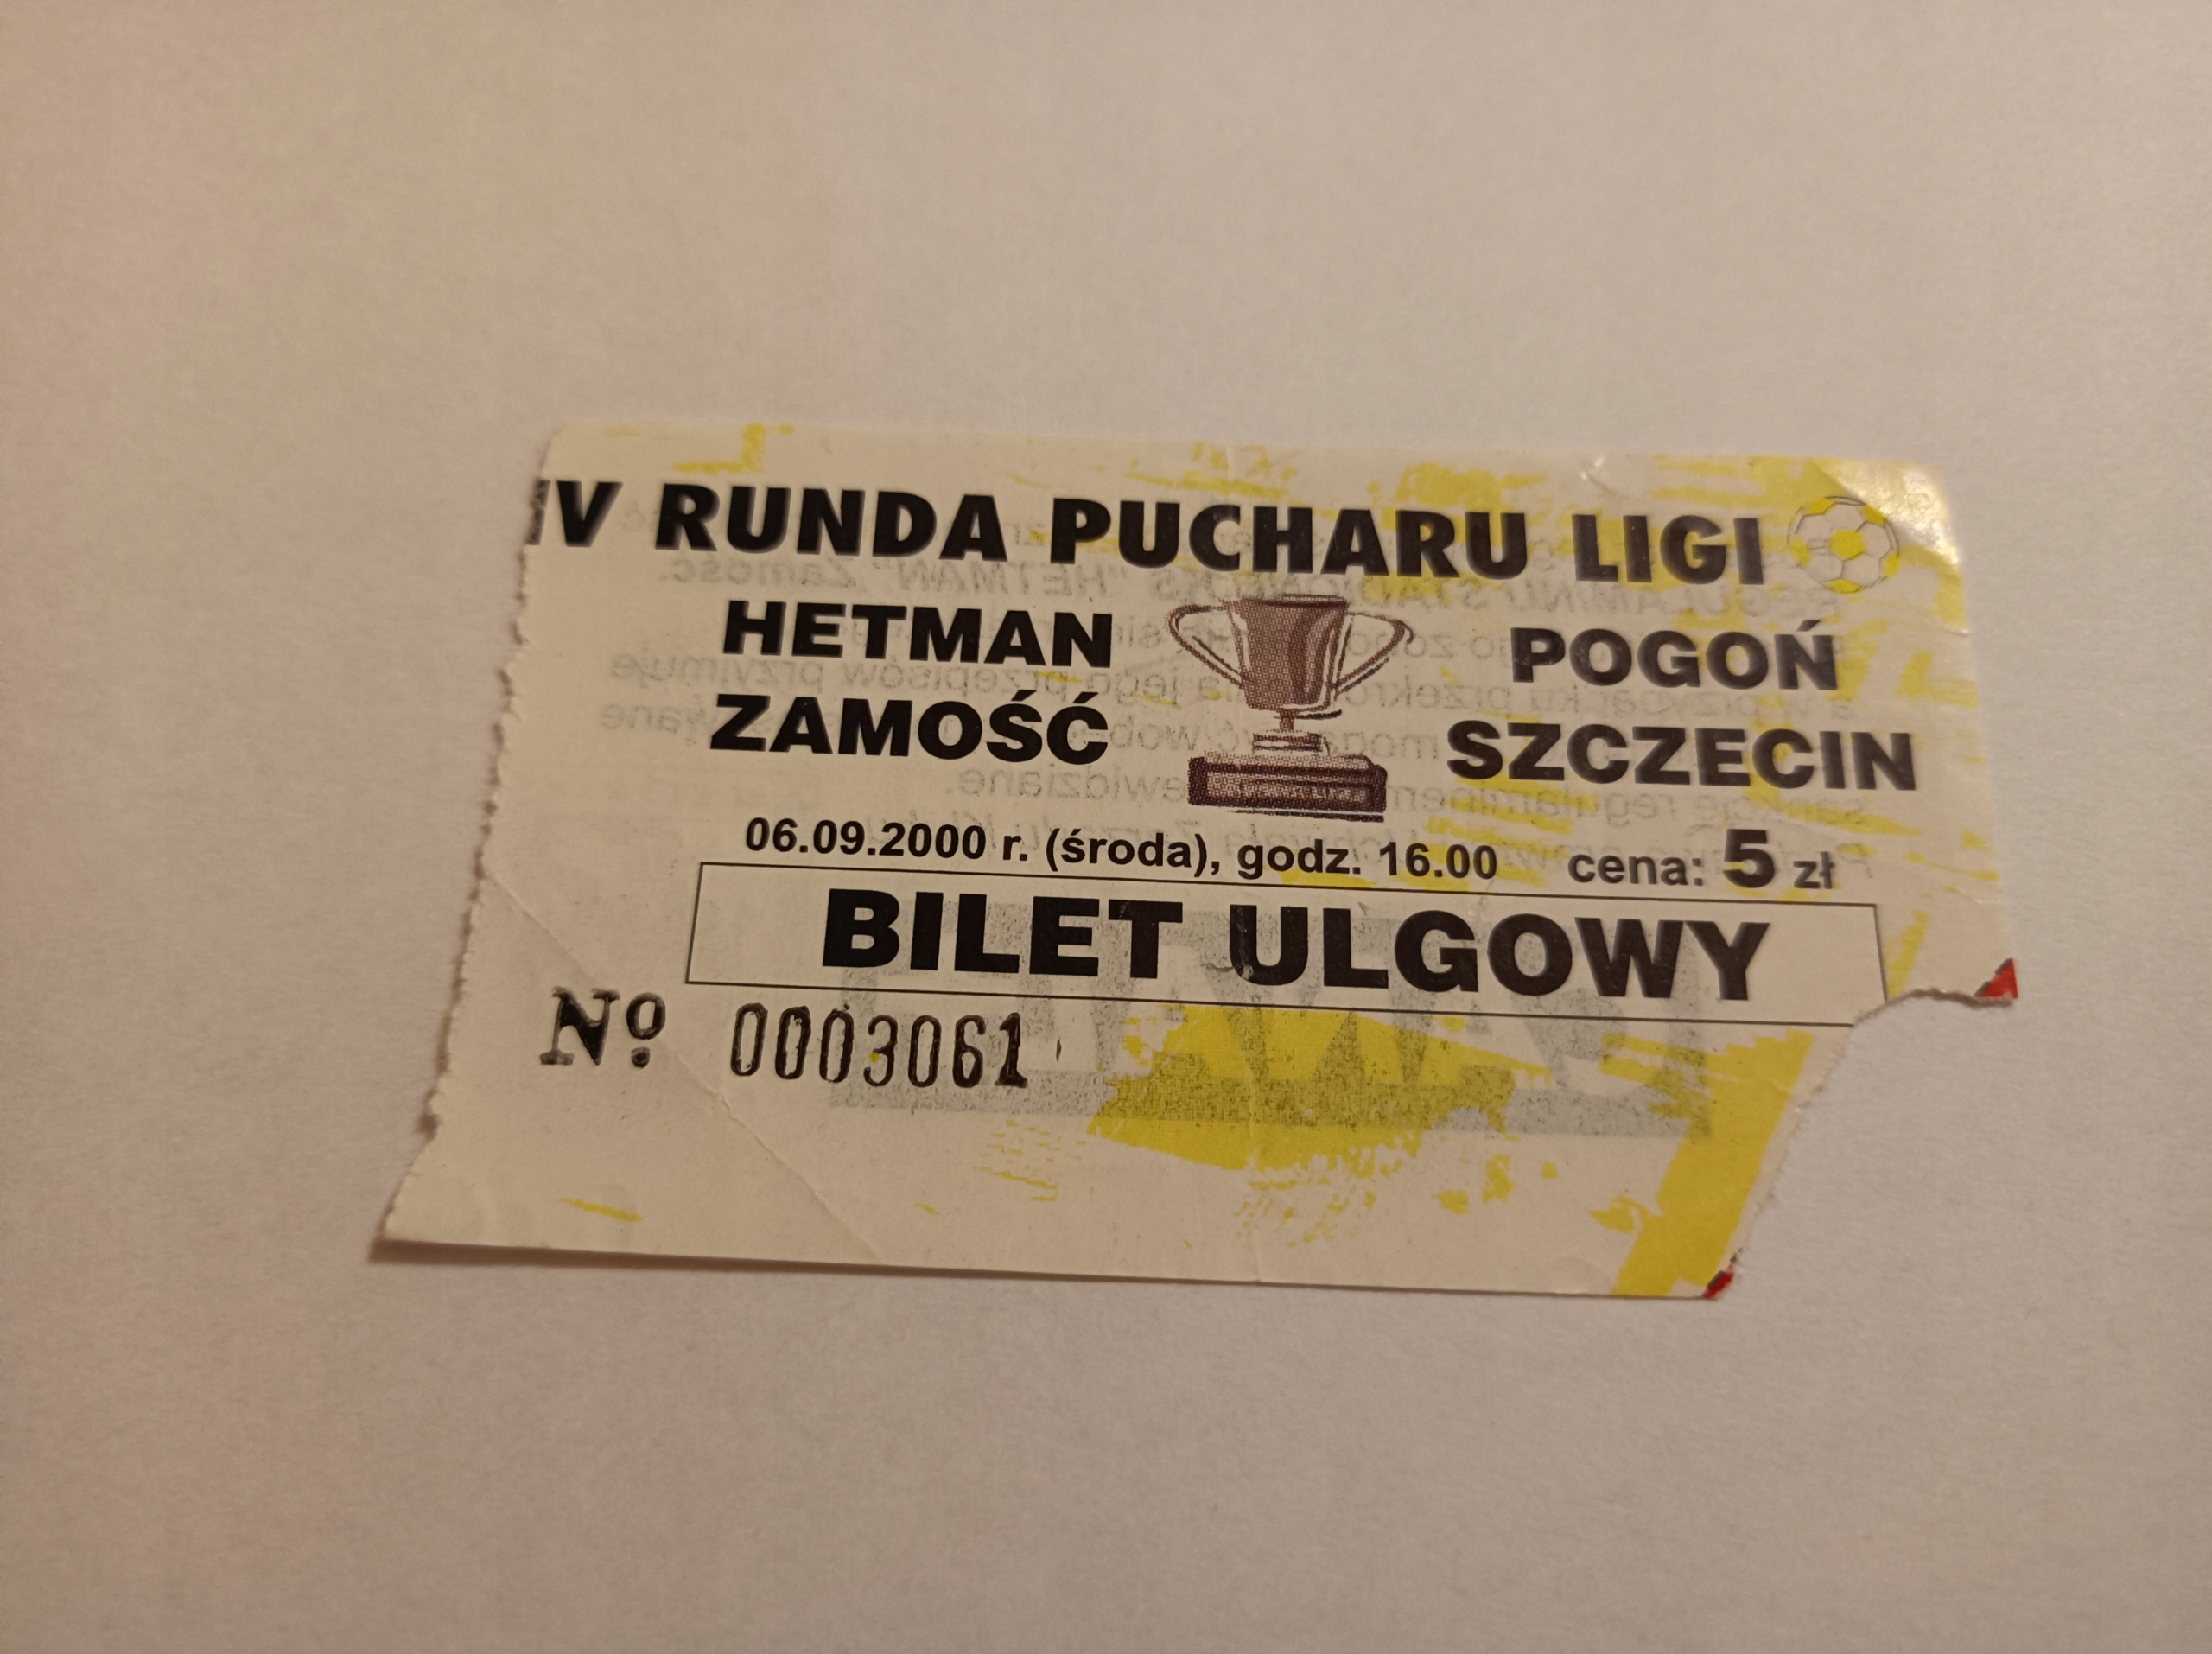 IV RUNDA PUCHARU LIGI
HETMAN
ZAMOŚĆ
POGOŃ
SZCZECIN
06.09.2000 r. (środa), godz. 16.00 cena: 5 zł
BILET ULGOWY
Nº 0003061